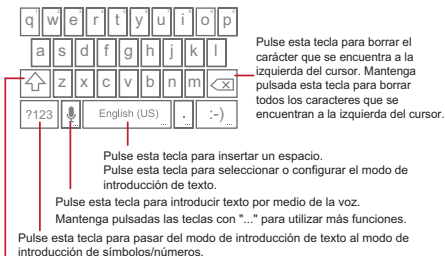 q w e r t y u i o p
a s d f g h j k l
z x c v b n m
?123 English (US) . :-)
Pulse esta tecla para borrar el
carácter que se encuentra a la
izquierda del cursor. Mantenga
pulsada esta tecla para borrar
todos los caracteres que se
encuentran a la izquierda del cursor.
Pulse esta tecla para insertar un espacio.
Pulse esta tecla para seleccionar o configurar el modo de
introducción de texto.
Pulse esta tecla para introducir texto por medio de la voz.
Mantenga pulsadas las teclas con "..." para utilizar más funciones.
Pulse esta tecla para pasar del modo de introducción de texto al modo de
introducción de símbolos/números.